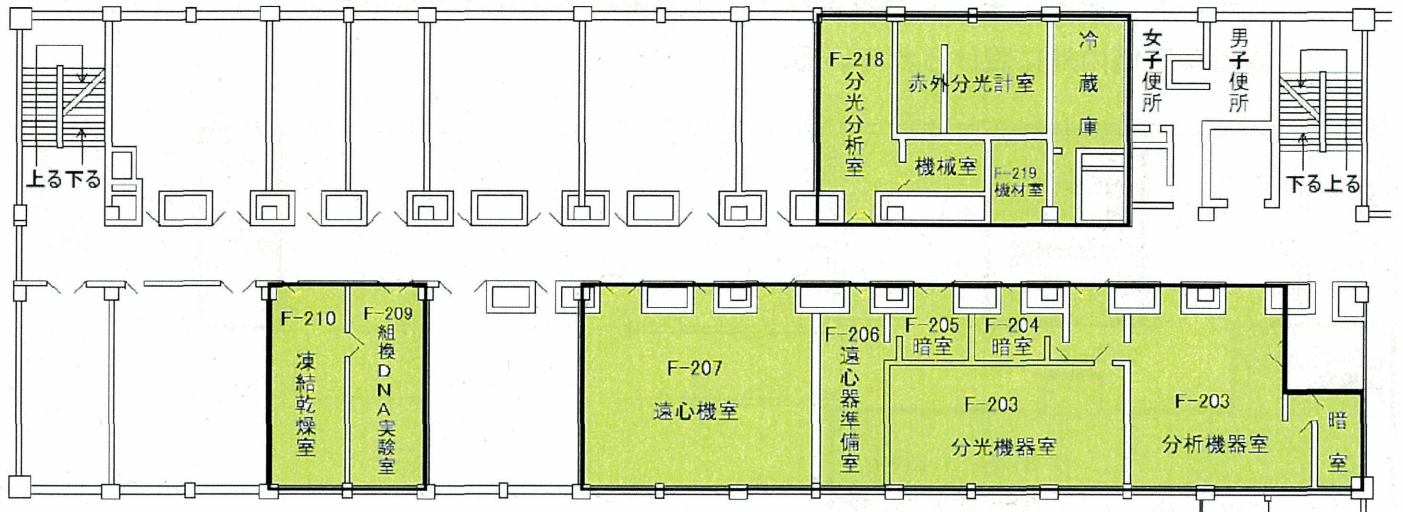 上る下る
F-218
分光分析室
赤外分光計室
冷蔵庫
女子便所
男子便所
機械室
F-219
機材室
下る上る
F-210
凍結乾燥室
F-209
組換DNA実験室
F-207
遠心機室
F-206
遠心器準備室
F-205
暗室
F-204
暗室
F-203
分光機器室
F-203
分析機器室
暗室